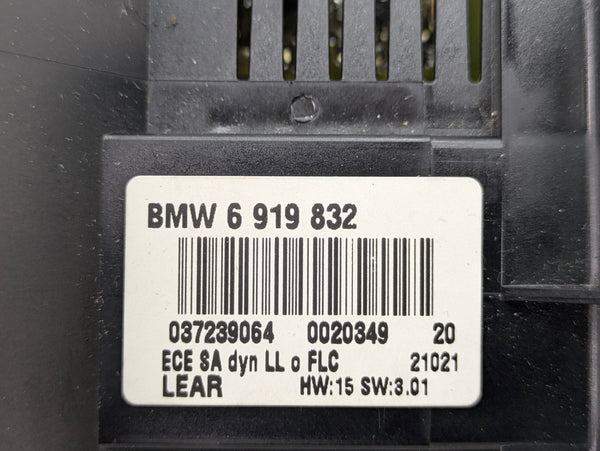 BMW 6 919 832
037239064 0020349 20
ECE SA dyn LL o FLC 21021
LEAR HW:15 SW:3.01